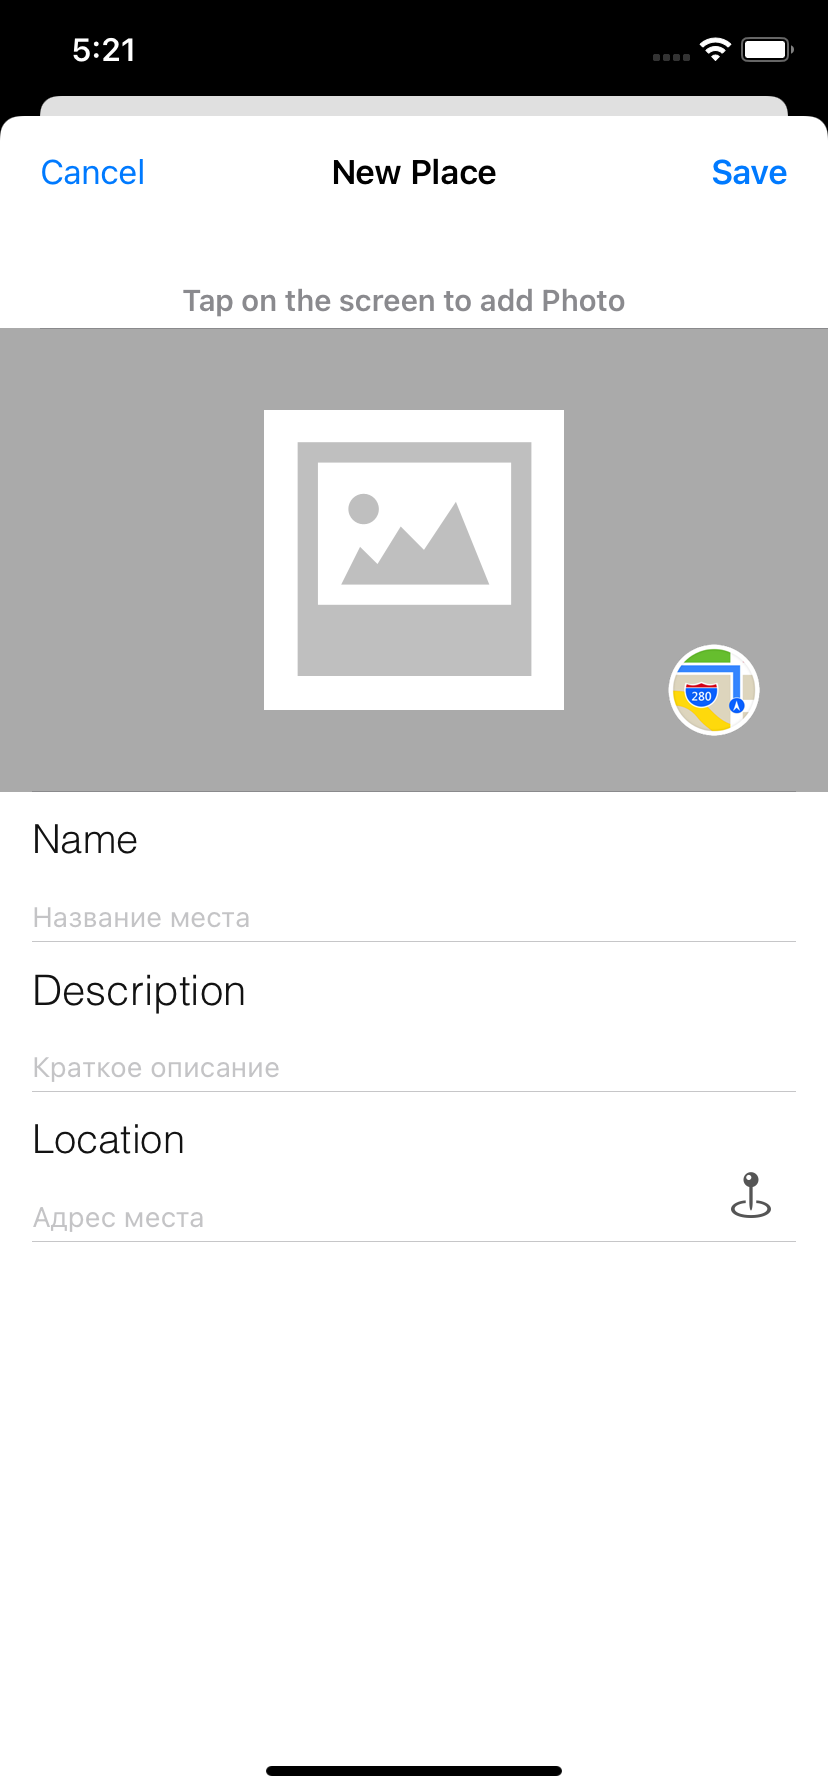 5:21
Cancel New Place Save
Tap on the screen to add Photo
280
Name
Название места
Description
Краткое описание
Location
Адрес места